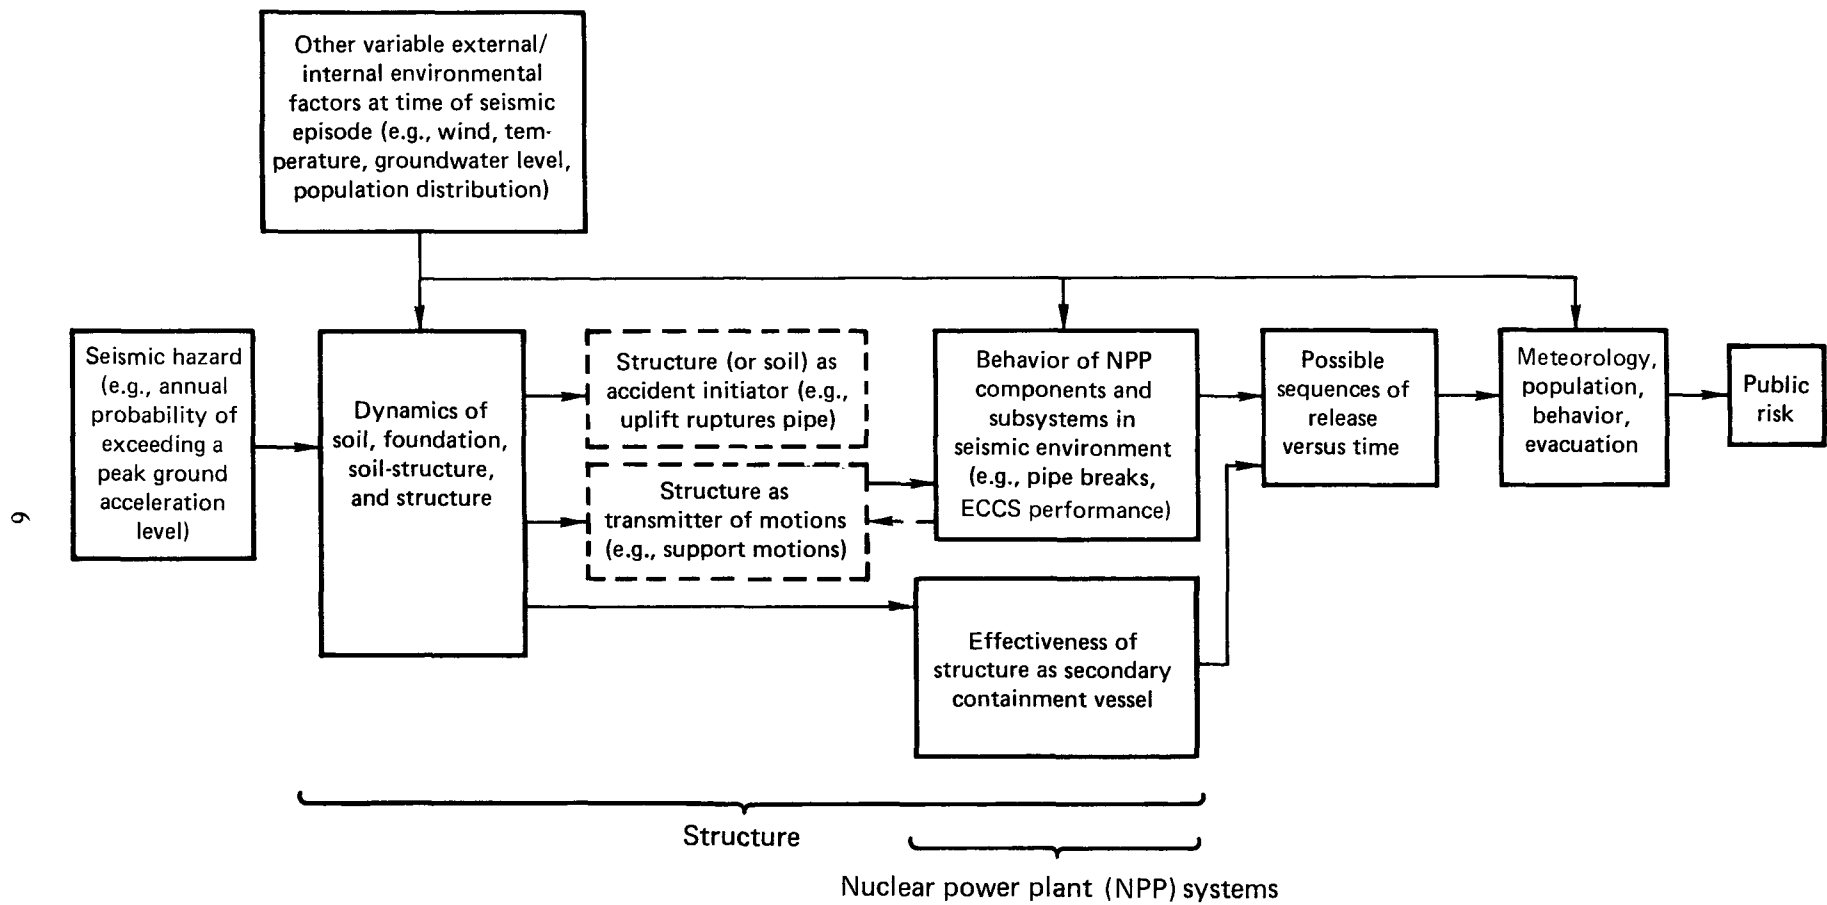 Other variable external/
internal environmental
factors at time of seismic
episode (e.g., wind, tem-
perature, groundwater level,
population distribution)
Seismic hazard
(e.g., annual
probability of
exceeding a
peak ground
acceleration
level)
Dynamics of
soil, foundation,
soil-structure,
and structure
Structure (or soil) as
accident initiator (e.g.,
uplift ruptures pipe)
Structure as
transmitter of motions
(e.g., support motions)
Behavior of NPP
components and
subsystems in
seismic environment
(e.g., pipe breaks,
ECCS performance)
Effectiveness of
structure as secondary
containment vessel
Possible
sequences of
release
versus time
Meteorology,
population,
behavior,
evacuation
Public
risk
Structure
Nuclear power plant (NPP) systems
9